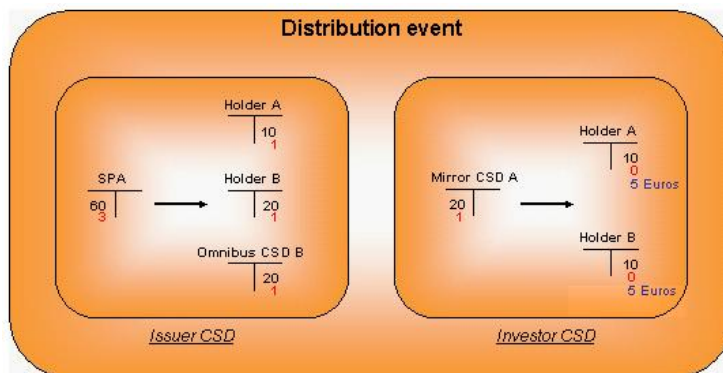 Distribution event
Holder A
10
1
SPA
60
3
Holder B
20
1
Omnibus CSD B
20
1
Issuer CSD
Holder A
10
0
5 Euros
Mirror CSD A
20
1
Holder B
10
0
5 Euros
Investor CSD